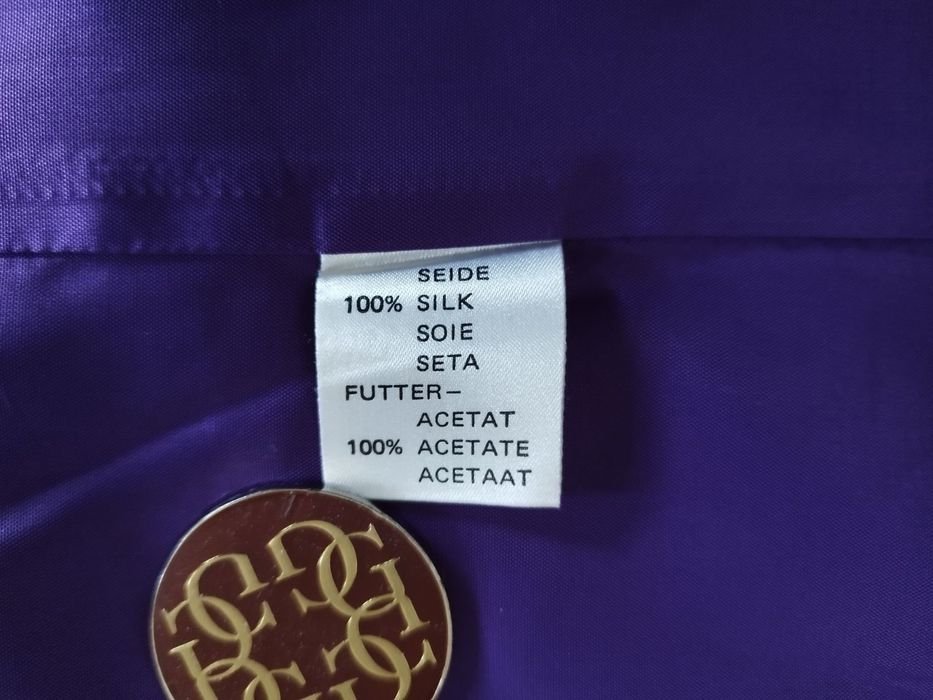 SEIDE
100% SILK
SOIE
SETA
FUTTER–
ACETAT
100% ACETATE
ACETAAT